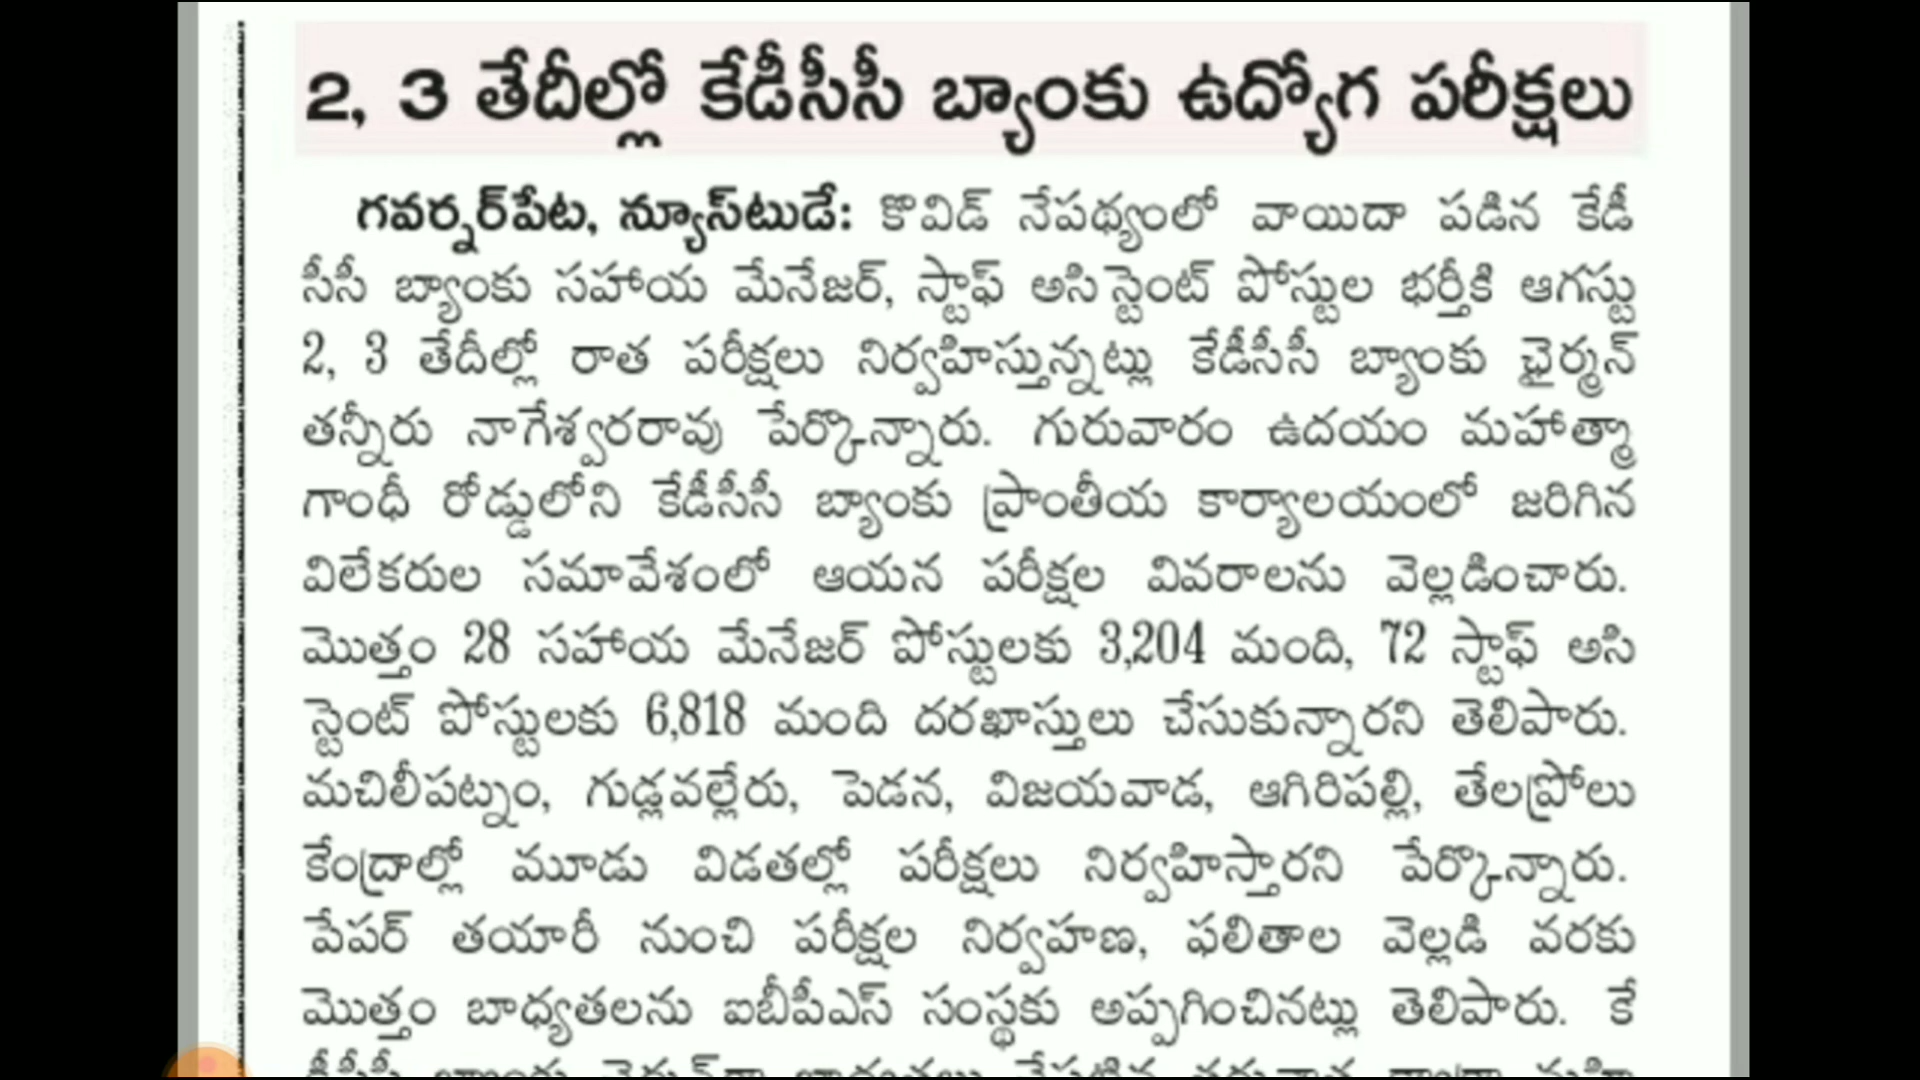 2, 3 తేదీల్లో కేడీసీసీ బ్యాంకు ఉద్యోగ పరీక్షలు
గవర్నర్‌పేట, న్యూస్‌టుడే: కొవిడ్ నేపథ్యంలో వాయిదా పడిన కేడీ
సీసీ బ్యాంకు సహాయ మేనేజర్, స్టాఫ్ అసిస్టెంట్ పోస్టుల భర్తీకి ఆగస్టు
2, 3 తేదీల్లో రాత పరీక్షలు నిర్వహిస్తున్నట్లు కేడీసీసీ బ్యాంకు ఛైర్మన్
తన్నీరు నాగేశ్వరరావు పేర్కొన్నారు. గురువారం ఉదయం మహాత్మా
గాంధీ రోడ్డులోని కేడీసీసీ బ్యాంకు ప్రాంతీయ కార్యాలయంలో జరిగిన
విలేకరుల సమావేశంలో ఆయన పరీక్షల వివరాలను వెల్లడించారు.
మొత్తం 28 సహాయ మేనేజర్ పోస్టులకు 3,204 మంది, 72 స్టాఫ్ అసి
స్టెంట్ పోస్టులకు 6,818 మంది దరఖాస్తులు చేసుకున్నారని తెలిపారు.
మచిలీపట్నం, గుడ్లవల్లేరు, పెడన, విజయవాడ, ఆగిరిపల్లి, తేలప్రోలు
కేంద్రాల్లో మూడు విడతల్లో పరీక్షలు నిర్వహిస్తారని పేర్కొన్నారు.
పేపర్ తయారీ నుంచి పరీక్షల నిర్వహణ, ఫలితాల వెల్లడి వరకు
మొత్తం బాధ్యతలను ఐబీపీఎస్ సంస్థకు అప్పగించినట్లు తెలిపారు. కే